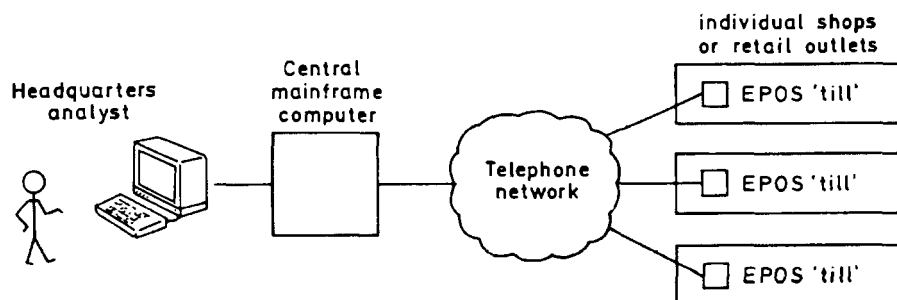 Headquarters
analyst
Central
mainframe
computer
Telephone
network
individual shops
or retail outlets
EPOS 'till'
EPOS 'till'
EPOS 'till'